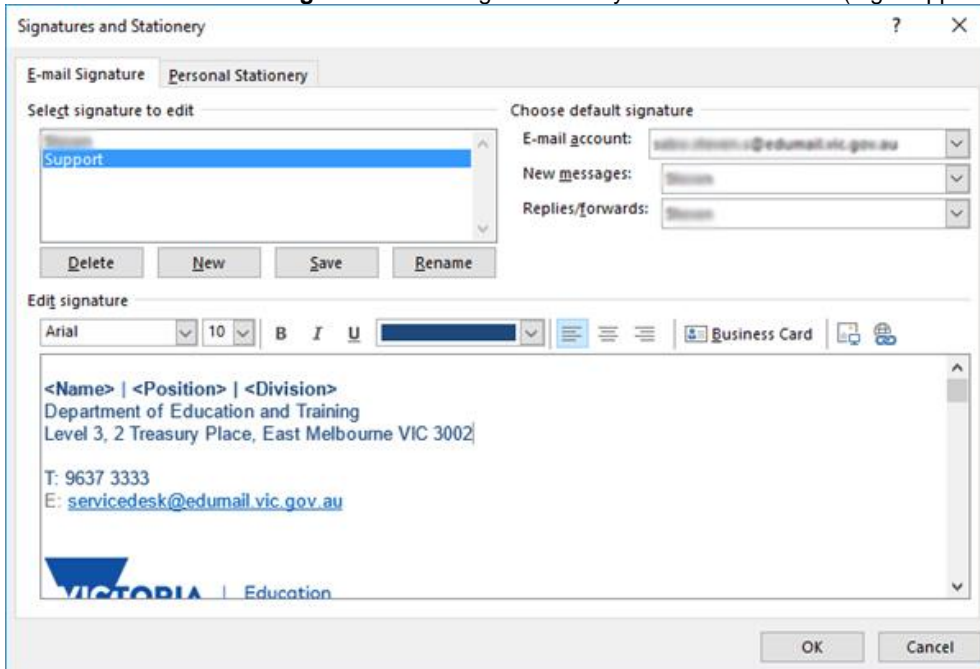 Signatures and Stationery
? X
E-mail Signature Personal Stationery
Select signature to edit
Support
Delete New Save Rename
Choose default signature
E-mail account: @edumail.vic.gov.au
New messages:
Replies/forwards:
Edit signature
Arial 10 B I U Business Card
<Name> | <Position> | <Division>
Department of Education and Training
Level 3, 2 Treasury Place, East Melbourne VIC 3002
T: 9637 3333
E: servicedesk@edumail.vic.gov.au
VICTORIA | Education
OK Cancel